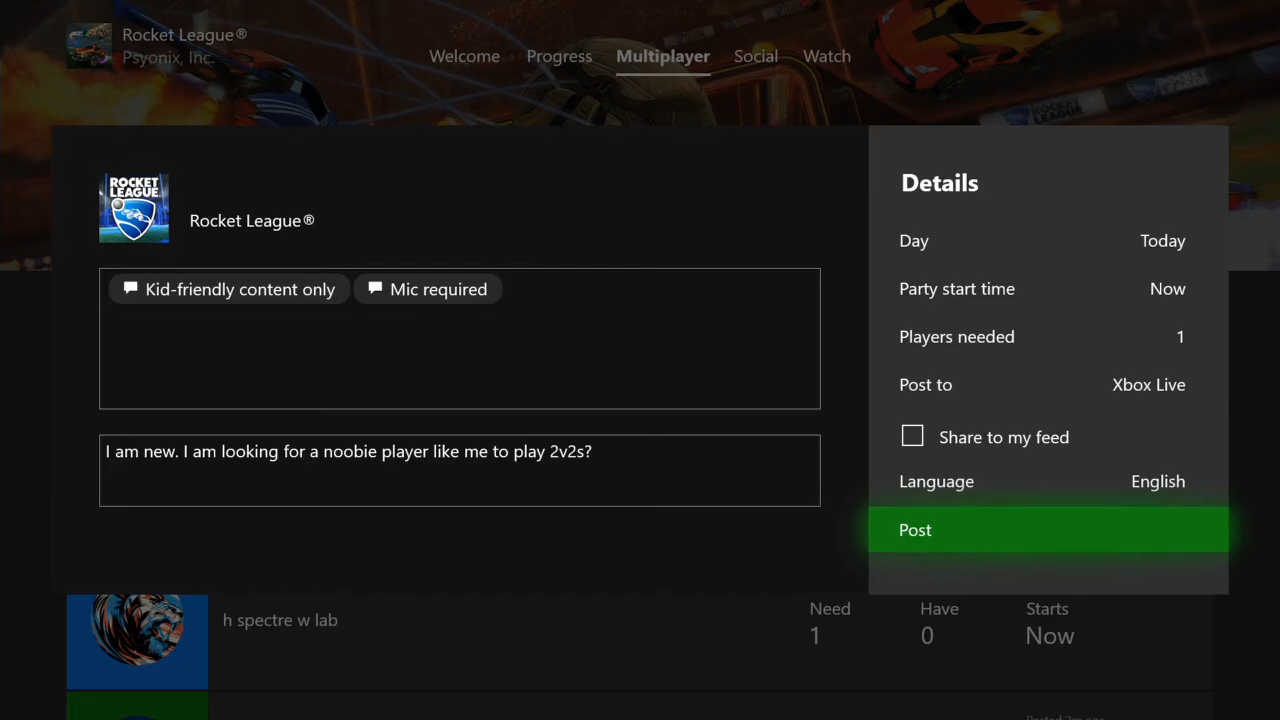 Rocket League®
Psyonix, Inc.
Welcome Progress Multiplayer Social Watch
ROCKET LEAGUE
ROCKET
LEAGUE
Rocket League®
Kid-friendly content only Mic required
I am new. I am looking for a noobie player like me to play 2v2s?
Details
Day Today
Party start time Now
Players needed 1
Post to Xbox Live
Share to my feed
Language English
Post
h spectre w lab
Need Have Starts
1 0 Now